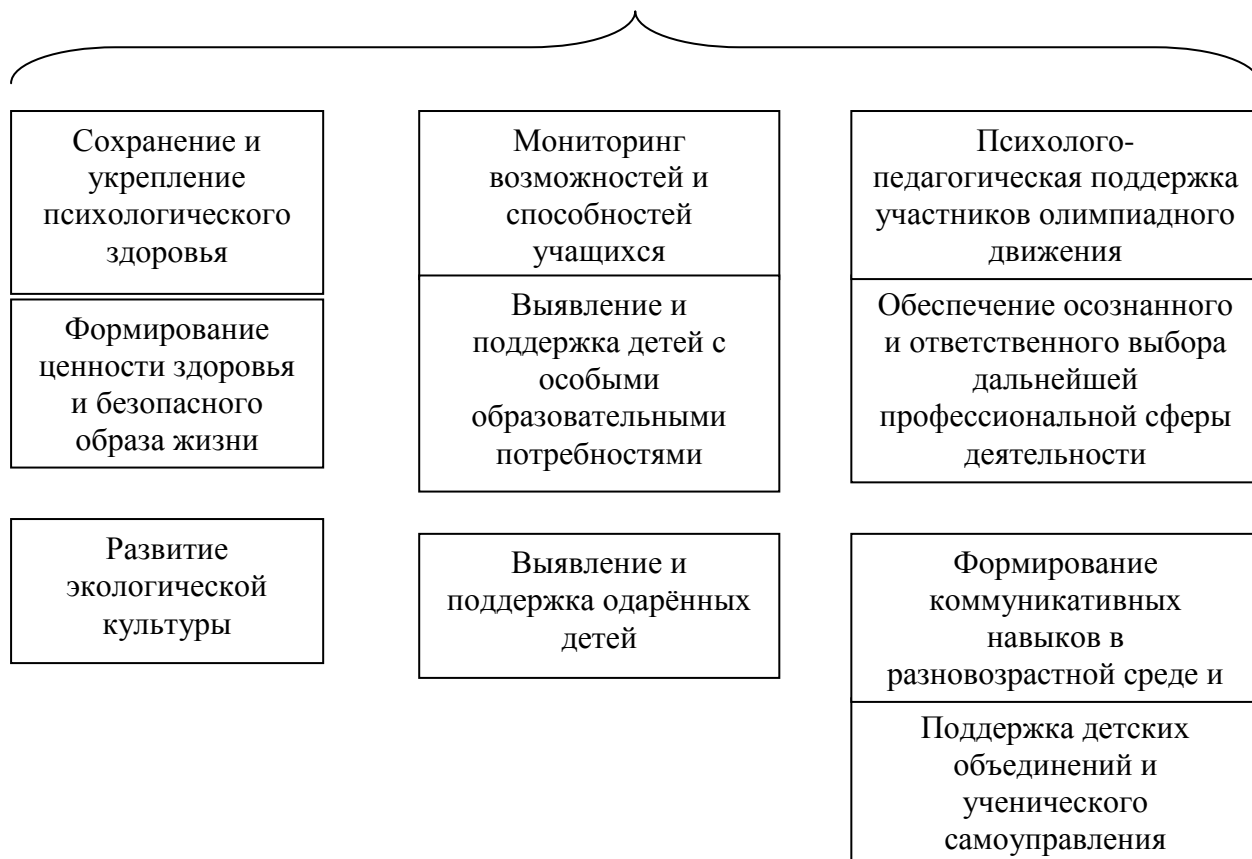 Сохранение и
укрепление
психологического
здоровья
Формирование
ценности здоровья
и безопасного
образа жизни
Развитие
экологической
культуры
Мониторинг
возможностей и
способностей
учащихся
Выявление и
поддержка детей с
особыми
образовательными
потребностями
Выявление и
поддержка одарённых
детей
Психолого-
педагогическая поддержка
участников олимпиадного
движения
Обеспечение осознанного
и ответственного выбора
дальнейшей
профессиональной сферы
деятельности
Формирование
коммуникативных
навыков в
разновозрастной среде и
Поддержка детских
объединений и
ученического
самоуправления